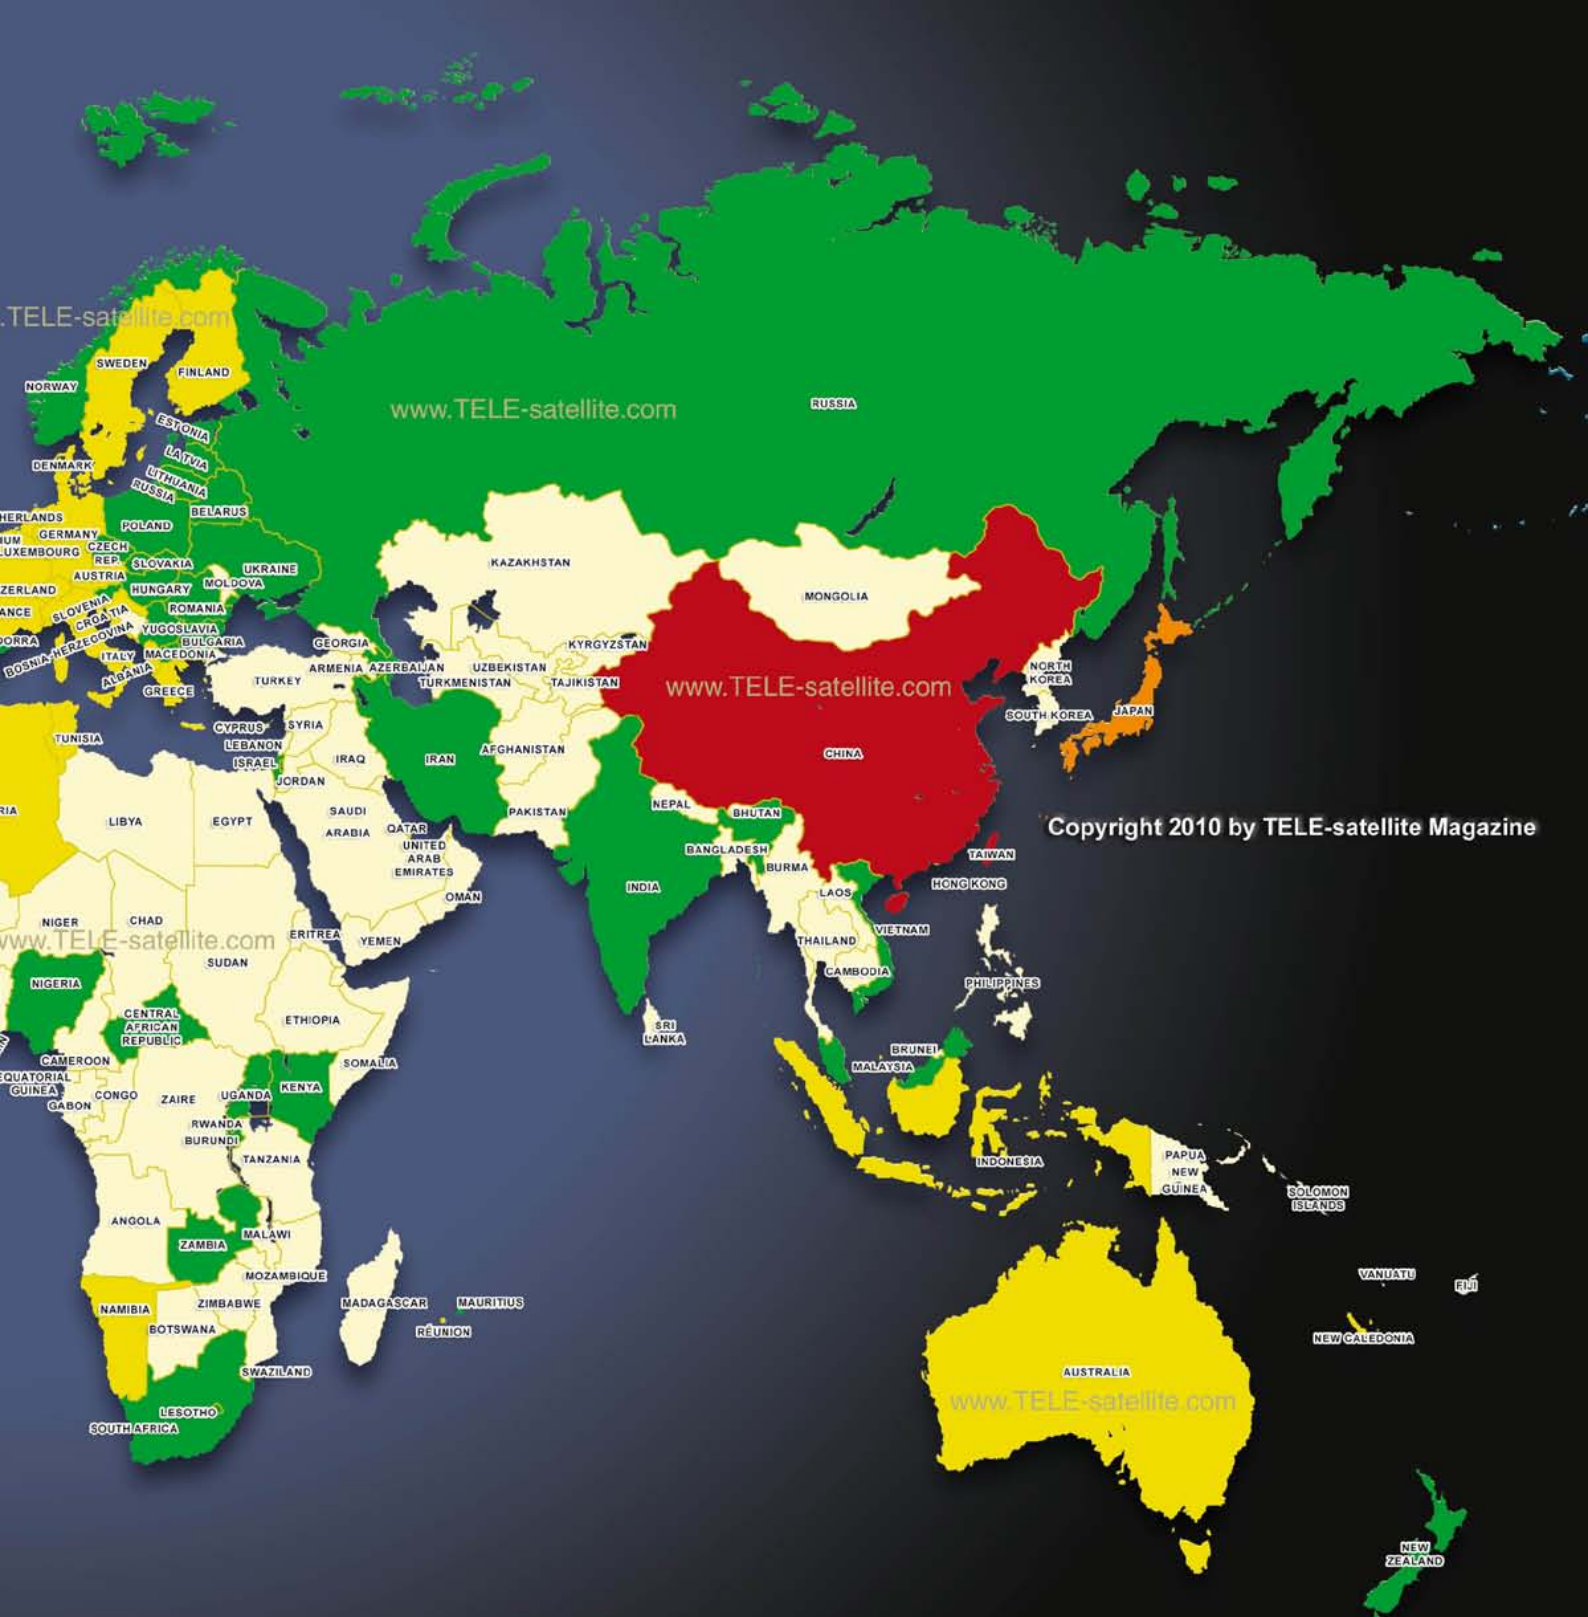 .TELE-satellite.com
SWEDEN
FINLAND
NORWAY
www.TELE-satellite.com
RUSSIA
ESTONIA
LATVIA
DENMARK
LITHUANIA
RUSSIA
BELARUS
HERLANDS
POLAND
GERMANY
IUM
LUXEMBOURG
CZECH
REP.
SLOVAKIA
UKRAINE
AUSTRIA
MOLDOVA
ZERLAND
HUNGARY
ANCE
SLOVENIA
ROMANIA
CROATIA
YUGOSLAVIA
DORRA
BOSNIA-HERZECOVINA
BULGARIA
ITALY
MACEDONIA
ALBANIA
GREECE
KAZAKHSTAN
MONGOLIA
GEORGIA
KYRGYZSTAN
ARMENIA
AZERBAIJAN
UZBEKISTAN
TURKEY
TURKMENISTAN
TAJIKISTAN
www.TELE-satellite.com
NORTH
KOREA
SOUTH KOREA
JAPAN
CYPRUS
SYRIA
TUNISIA
LEBANON
ISRAEL
IRAQ
IRAN
AFGHANISTAN
CHINA
JORDAN
RIA
LIBYA
EGYPT
SAUDI
ARABIA
QATAR
UNITED
ARAB
EMIRATES
PAKISTAN
NEPAL
BHUTAN
Copyright 2010 by TELE-satellite Magazine
BANGLADESH
TAIWAN
BURMA
HONG KONG
INDIA
LAOS
OMAN
NIGER
CHAD
ERITREA
YEMEN
www.TELE-satellite.com
VIETNAM
THAILAND
SUDAN
CAMBODIA
NIGERIA
PHILIPPINES
CENTRAL
AFRICAN
REPUBLIC
ETHIOPIA
SRI
LANKA
CAMEROON
SOMALIA
BRUNEI
MALAYSIA
EQUATORIAL
GUINEA
GABON
CONGO
ZAIRE
UGANDA
KENYA
RWANDA
BURUNDI
TANZANIA
INDONESIA
PAPUA
NEW
GUINEA
SOLOMON
ISLANDS
ANGOLA
MALAWI
ZAMBIA
MOZAMBIQUE
VANUATU
FIJI
NAMIBIA
ZIMBABWE
MADAGASCAR
MAURITIUS
BOTSWANA
RÉUNION
NEW CALEDONIA
SWAZILAND
AUSTRALIA
www.TELE-satellite.com
LESOTHO
SOUTH AFRICA
NEW
ZEALAND